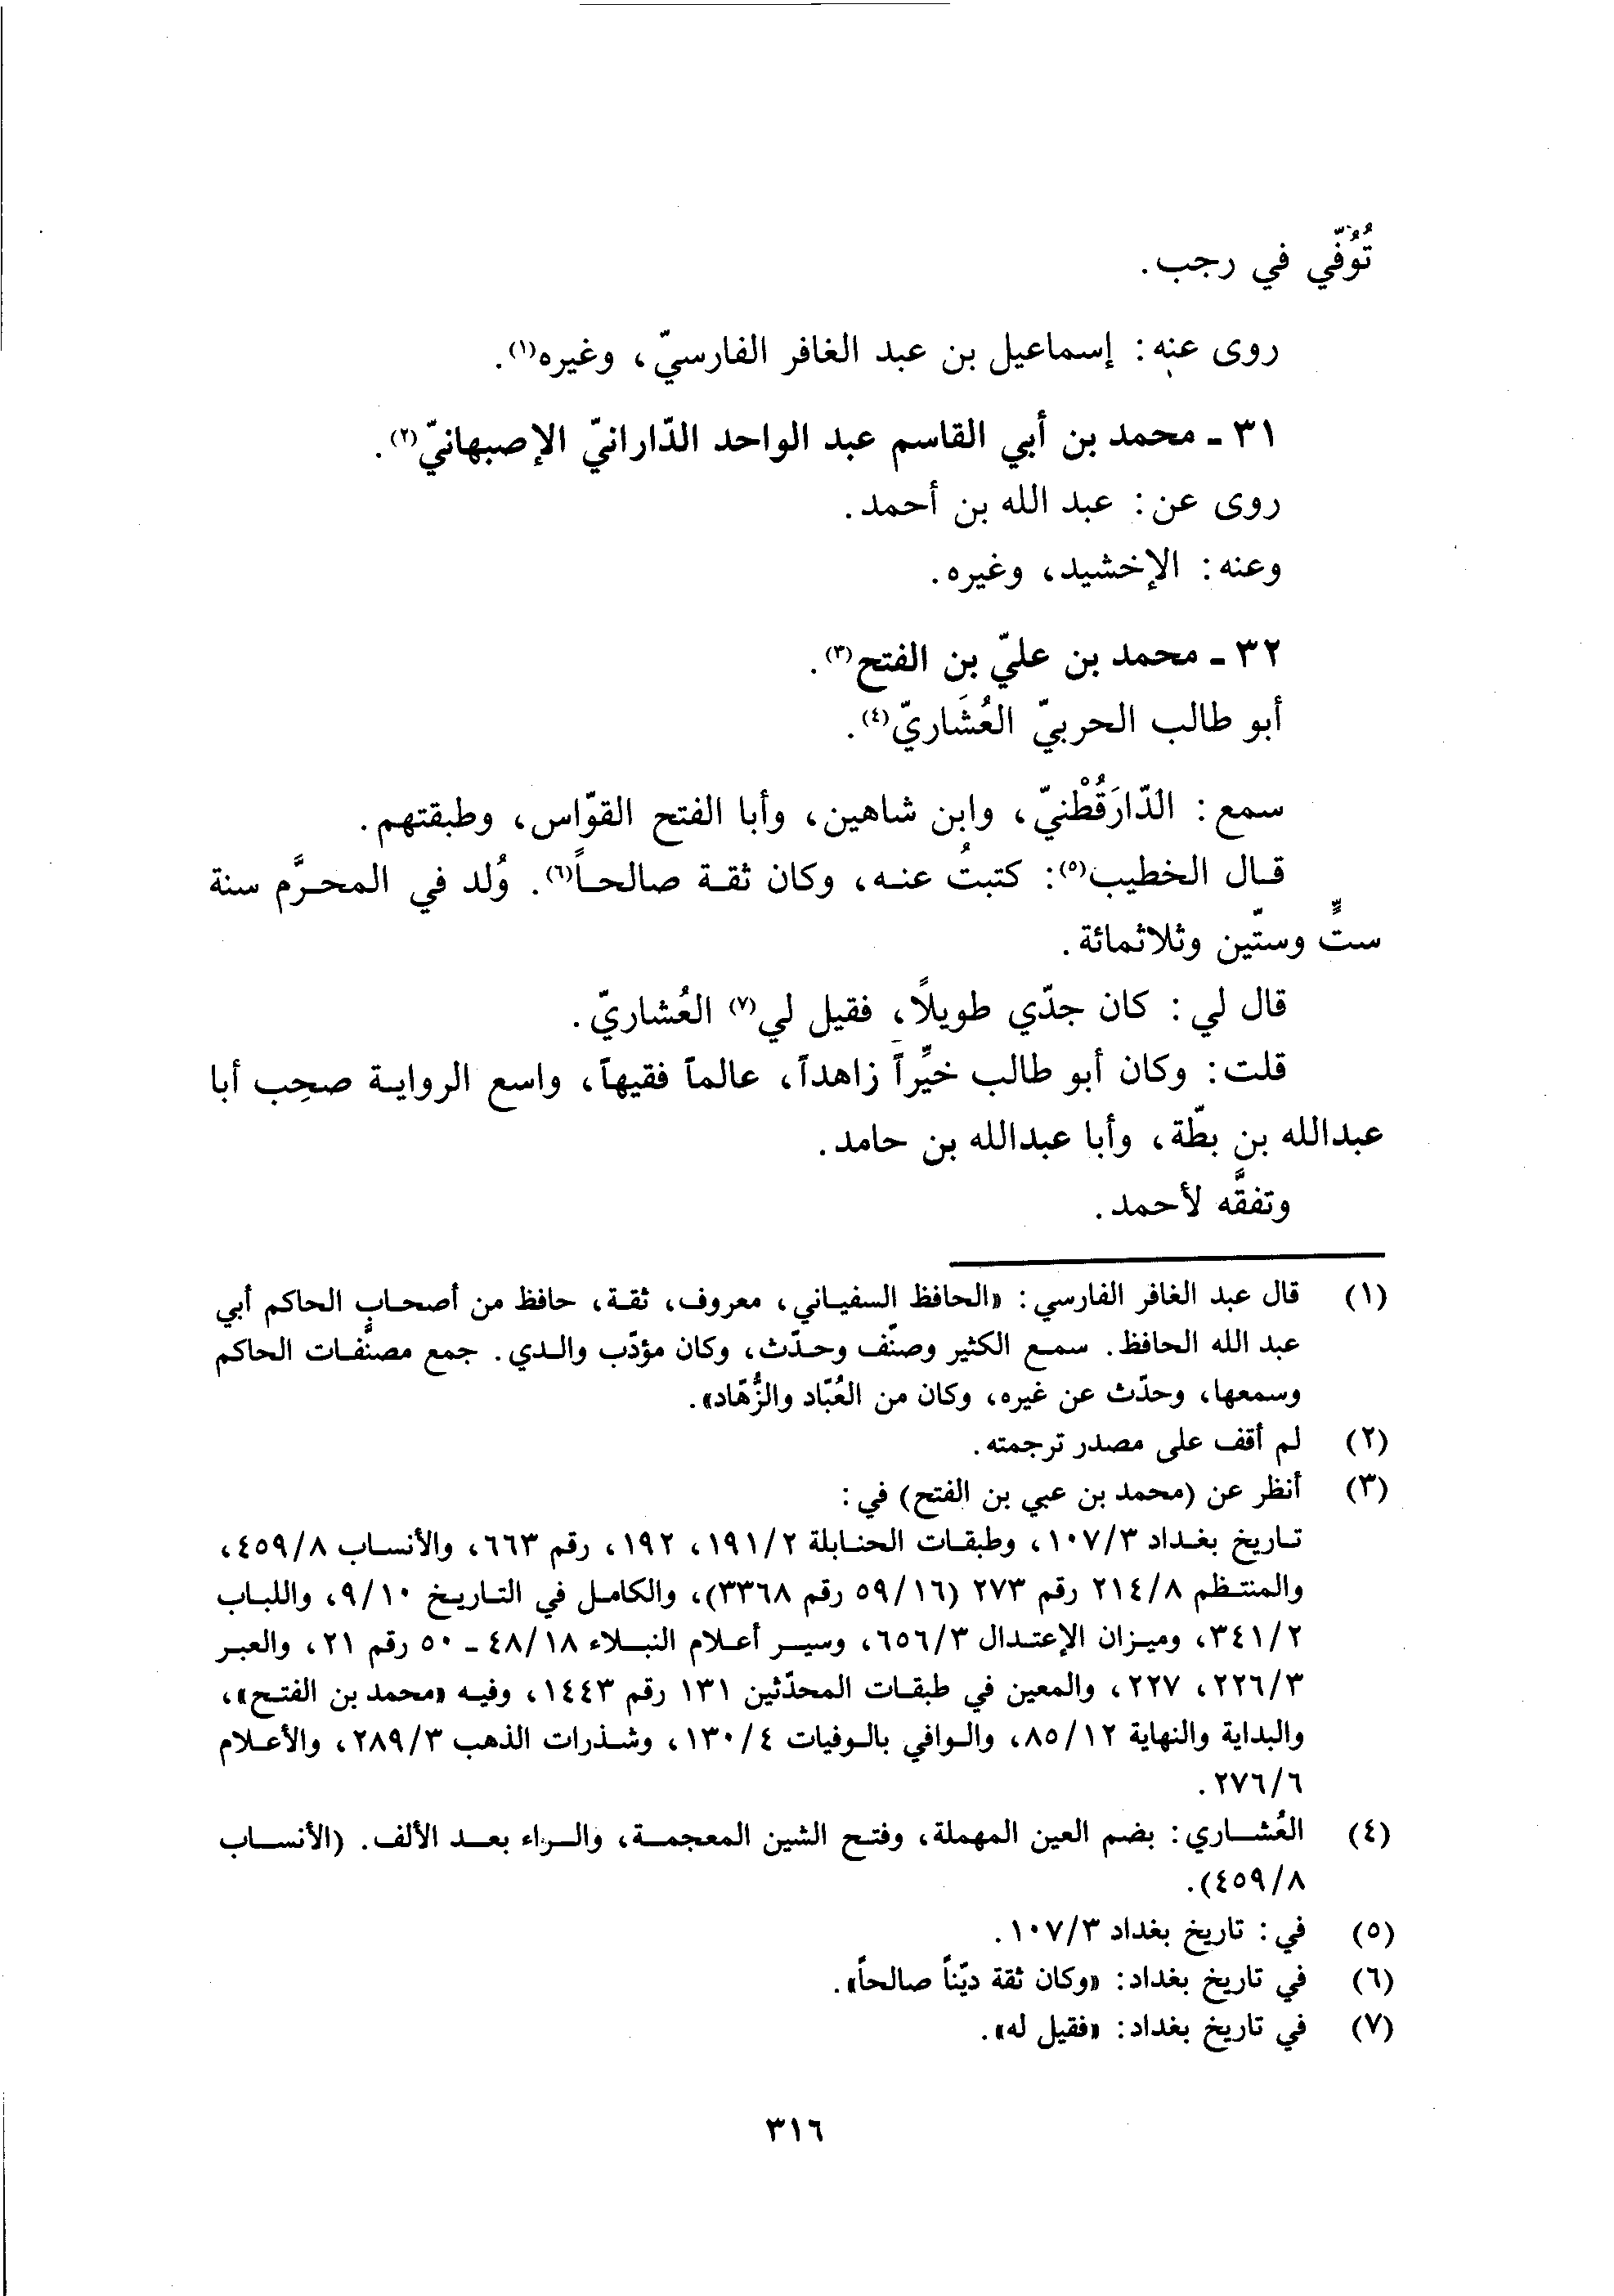 تُوُفّي في رجب.
روى عنه: إسماعيل بن عبد الغافر الفارسيّ، وغيره(١).
٣١ ـ محمد بن أبي القاسم عبد الواحد الدّارانيّ الإصبهانيّ(٢).
روى عن: عبد الله بن أحمد.
وعنه: الإخشيد، وغيره.
٣٢ ـ محمد بن عليّ بن الفتح(٣).
أبو طالب الحربيّ العُشَاريّ(٤).
سمع: الدّارَقُطْنيّ، وابن شاهين، وأبا الفتح القوّاس، وطبقتهم.
قال الخطيب(٥): كتبتُ عنه، وكان ثقة صالحاً(٦). وُلد في المحرَّم سنة
ستٍّ وستّين وثلاثمائة.
قال لي: كان جدّي طويلًا، فقيل لي(٧) العُشاريّ.
قلت: وكان أبو طالب خيِّراً زاهداً، عالماً فقيهاً، واسع الرواية صحِب أبا
عبدالله بن بطّة، وأبا عبدالله بن حامد.
وتفقَّه لأحمد.
(١) قال عبد الغافر الفارسي: «الحافظ السفياني، معروف، ثقة، حافظ من أصحاب الحاكم أبي
عبد الله الحافظ. سمع الكثير وصنّف وحدّث، وكان مؤدّب والدي. جمع مصنَّفات الحاكم
وسمعها، وحدّث عن غيره، وكان من العُبّاد والزُّهّاد».
(٢) لم أقف على مصدر ترجمته.
(٣) أنظر عن (محمد بن عبي بن الفتح) في:
تاريخ بغداد ١٠٧/٣، وطبقات الحنابلة ١٩١/٢، ١٩٢، رقم ٦٦٣، والأنساب ٤٥٩/٨،
والمنتظم ٢١٤/٨ رقم ٢٧٣ (٥٩/١٦ رقم ٣٣٦٨)، والكامل في التاريخ ٩/١٠، واللباب
٣٤١/٢، وميزان الإعتدال ٦٥٦/٣، وسير أعلام النبلاء ٤٨/١٨ ـ ٥٠ رقم ٢١، والعبر
٢٢٦/٣، ٢٢٧، والمعين في طبقات المحدّثين ١٣١ رقم ١٤٤٣، وفيه «محمد بن الفتح»،
والبداية والنهاية ٨٥/١٢، والوافي بالوفيات ١٣٠/٤، وشذرات الذهب ٢٨٩/٣، والأعلام
٢٧٦/٦.
(٤) العُشاري: بضم العين المهملة، وفتح الشين المعجمة، والراء بعد الألف. (الأنساب
٤٥٩/٨).
(٥) في: تاريخ بغداد ١٠٧/٣.
(٦) في تاريخ بغداد: «وكان ثقة ديّناً صالحاً».
(٧) في تاريخ بغداد: «فقيل له».
٣١٦